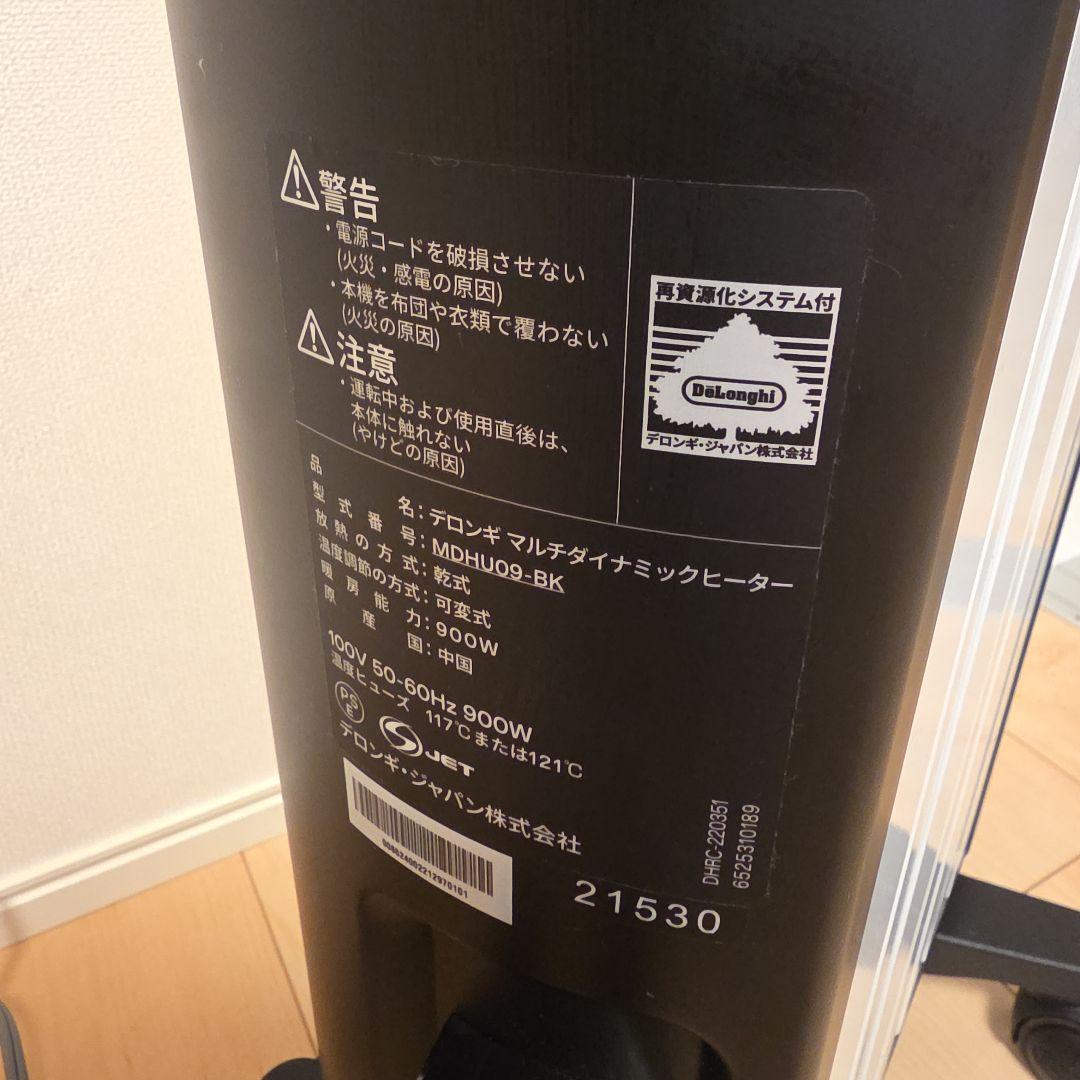 警告
・電源コードを破損させない
(火災・感電の原因)
・本機を布団や衣類で覆わない
(火災の原因)
注意
・運転中および使用直後は、
本体に触れない
(やけどの原因)
再資源化システム付
DēLonghi
デロンギ・ジャパン株式会社
品名：デロンギ マルチダイナミックヒーター
型式番号：MDHU09-BK
放熱の方式：乾式
温度調節の方式：可変式
暖房能力：900W
原産国：中国
100V 50-60Hz 900W
温度ヒューズ 117℃または121℃
PS
E
S JET
デロンギ・ジャパン株式会社
21530
DHRC-220351
6525310189